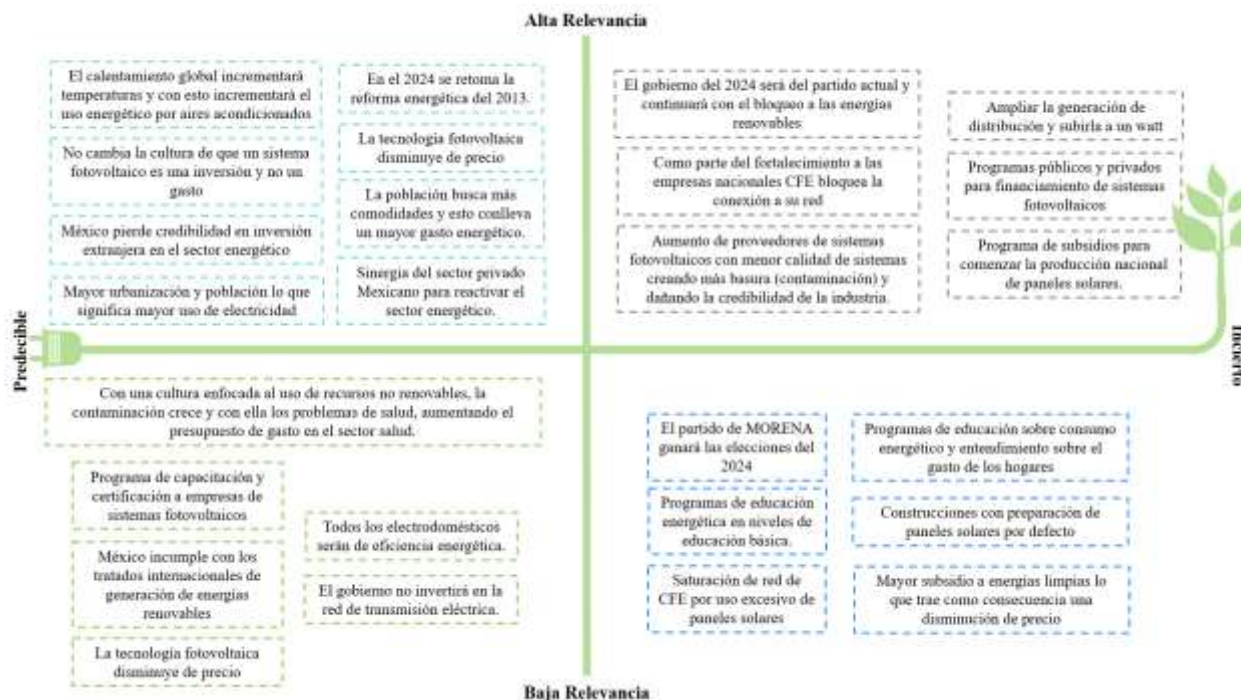 Alta Relevancia
El calentamiento global incrementará
temperaturas y con esto incrementará el
uso energético por aires acondicionados
No cambia la cultura de que un sistema
fotovoltaico es una inversión y no un
gasto
México pierde credibilidad en inversión
extranjera en el sector energético
Mayor urbanización y población lo que
significa mayor uso de electricidad
En el 2024 se retoma la
reforma energética del 2013.
La tecnología fotovoltaica
disminuye de precio
La población busca más
comodidades y esto conlleva
un mayor gasto energético.
Sinergia del sector privado
Mexicano para reactivar el
sector energético.
El gobierno del 2024 será del partido actual y
continuará con el bloqueo a las energías
renovables
Como parte del fortalecimiento a las
empresas nacionales CFE bloquea la
conexión a su red
Aumento de proveedores de sistemas
fotovoltaicos con menor calidad de sistemas
creando más basura (contaminación) y
dañando la credibilidad de la industria.
Ampliar la generación de
distribución y subirla a un watt
Programas públicos y privados
para financiamiento de sistemas
fotovoltaicos
Programa de subsidios para
comenzar la producción nacional
de paneles solares.
Predecible
Con una cultura enfocada al uso de recursos no renovables, la
contaminación crece y con ella los problemas de salud, aumentando el
presupuesto de gasto en el sector salud.
Programa de capacitación y
certificación a empresas de
sistemas fotovoltaicos
México incumple con los
tratados internacionales de
generación de energías
renovables
La tecnología fotovoltaica
disminuye de precio
Todos los electrodomésticos
serán de eficiencia energética.
El gobierno no invertirá en la
red de transmisión eléctrica.
El partido de MORENA
ganará las elecciones del
2024
Programas de educación
energética en niveles de
educación básica.
Saturación de red de
CFE por uso excesivo de
paneles solares
Programas de educación sobre consumo
energético y entendimiento sobre el
gasto de los hogares
Construcciones con preparación de
paneles solares por defecto
Mayor subsidio a energías limpias lo
que trae como consecuencia una
disminución de precio
Baja Relevancia